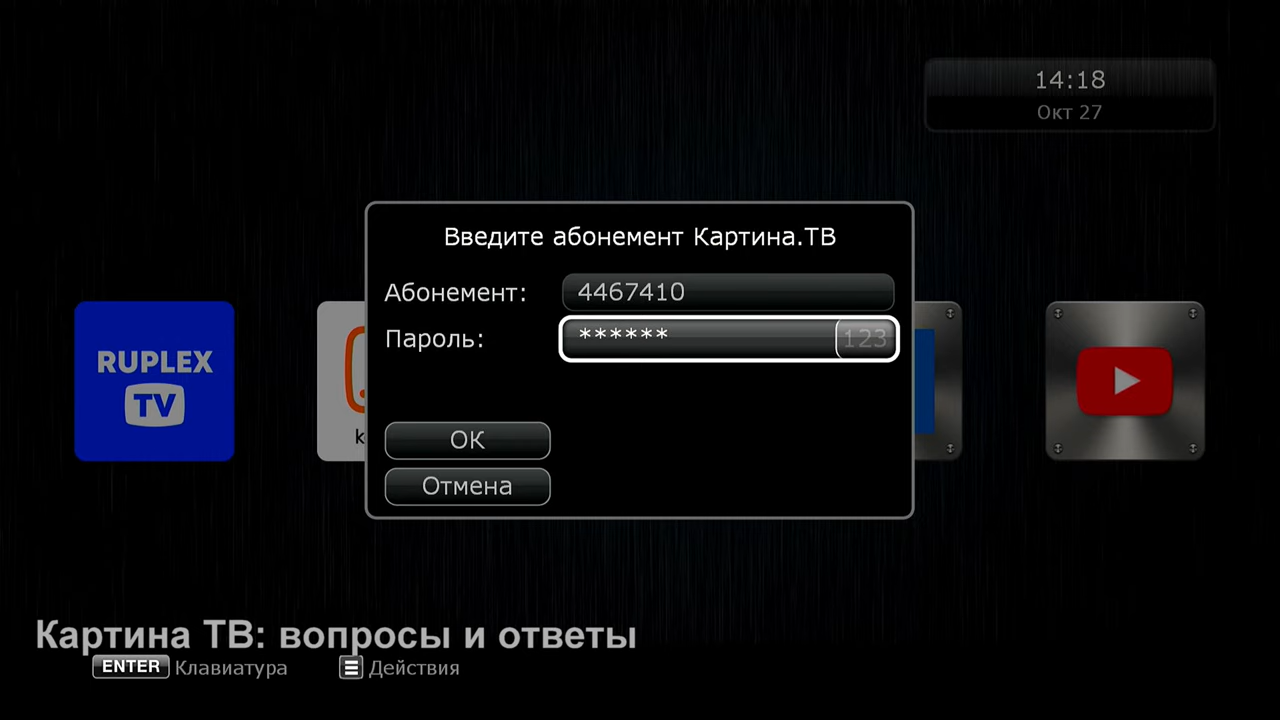 14:18
Окт 27
Введите абонемент Картина.ТВ
Абонемент: 4467410
Пароль: ****** 123
RUPLEX
TV
k
ОК
Отмена
Картина ТВ: вопросы и ответы
ENTER Клавиатура Действия